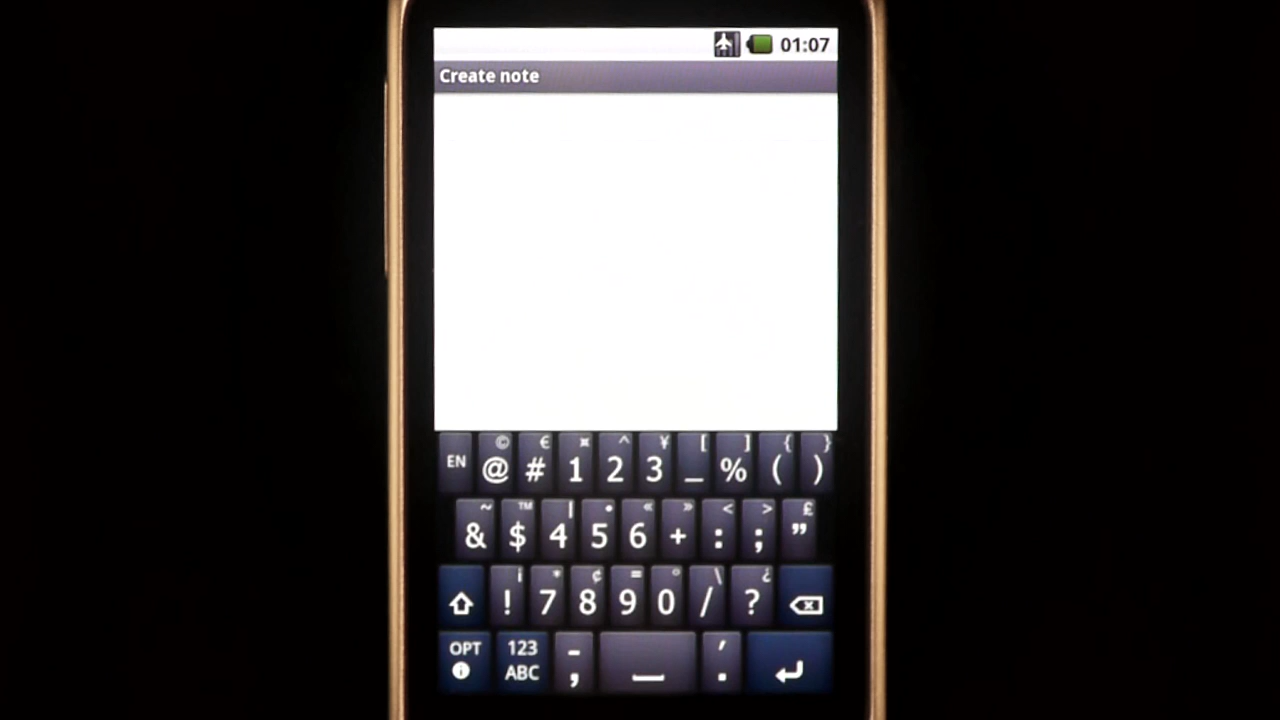 01:07
Create note
© € ¤ ^ ¥ [ ] { }
EN @ # 1 2 3 _ % ( )
~ ™ | • « » < > £
& $ 4 5 6 + : ; ”
¡ * ¢ = ° \ ¿
! 7 8 9 0 / ?
OPT 123 - '
ABC , .